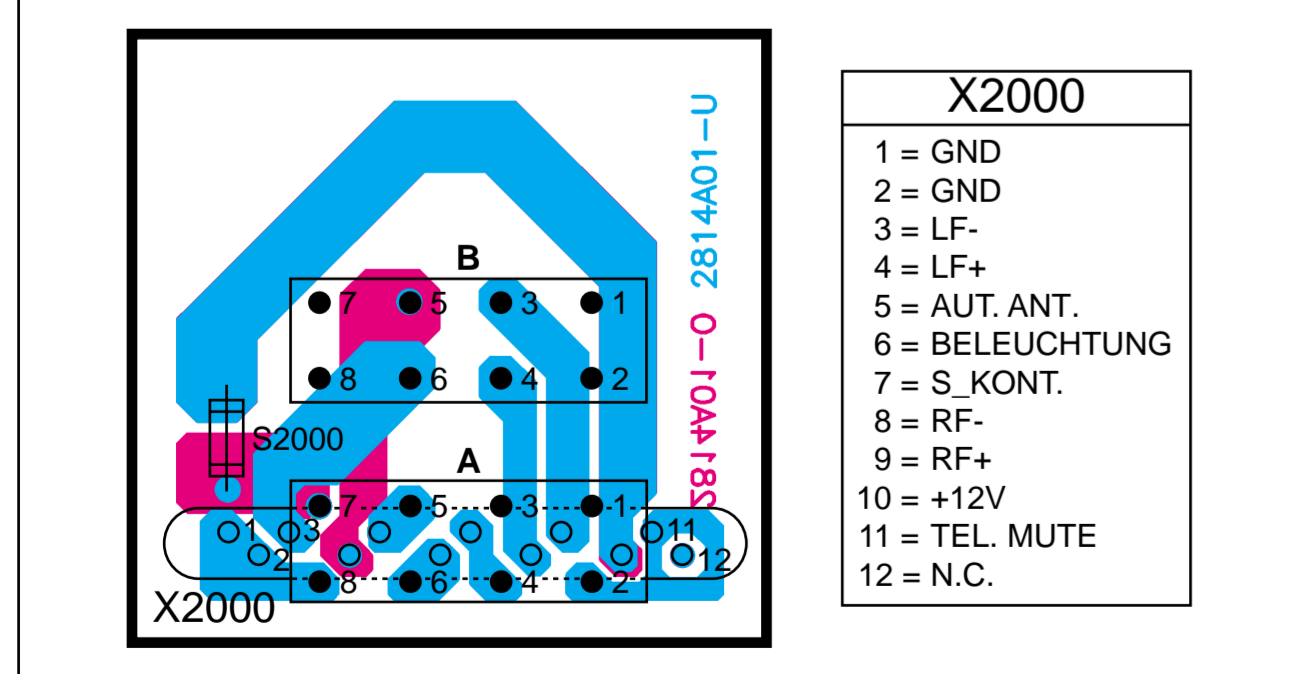 B
7 5 3 1
8 6 4 2
S2000
A
7 5 3 1
1 3 11
2 12
8 6 4 2
X2000
2814A01-U
2814A01-O
X2000
1 = GND
2 = GND
3 = LF-
4 = LF+
5 = AUT. ANT.
6 = BELEUCHTUNG
7 = S_KONT.
8 = RF-
9 = RF+
10 = +12V
11 = TEL. MUTE
12 = N.C.